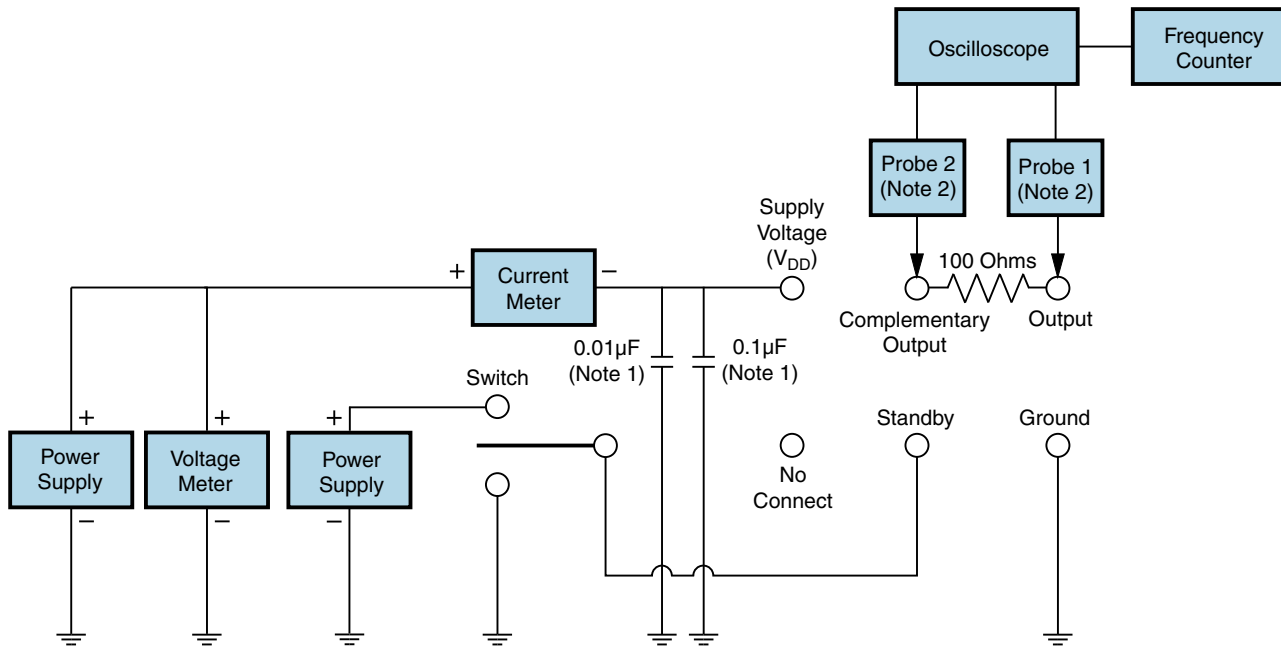 Oscilloscope
Frequency
Counter
Probe 2
(Note 2)
Probe 1
(Note 2)
Supply
Voltage
(VDD)
100 Ohms
Complementary
Output
Output
+
Current
Meter
−
0.01µF
(Note 1)
0.1µF
(Note 1)
Switch
+
Power
Supply
−
+
Voltage
Meter
−
+
Power
Supply
−
No
Connect
Standby
Ground